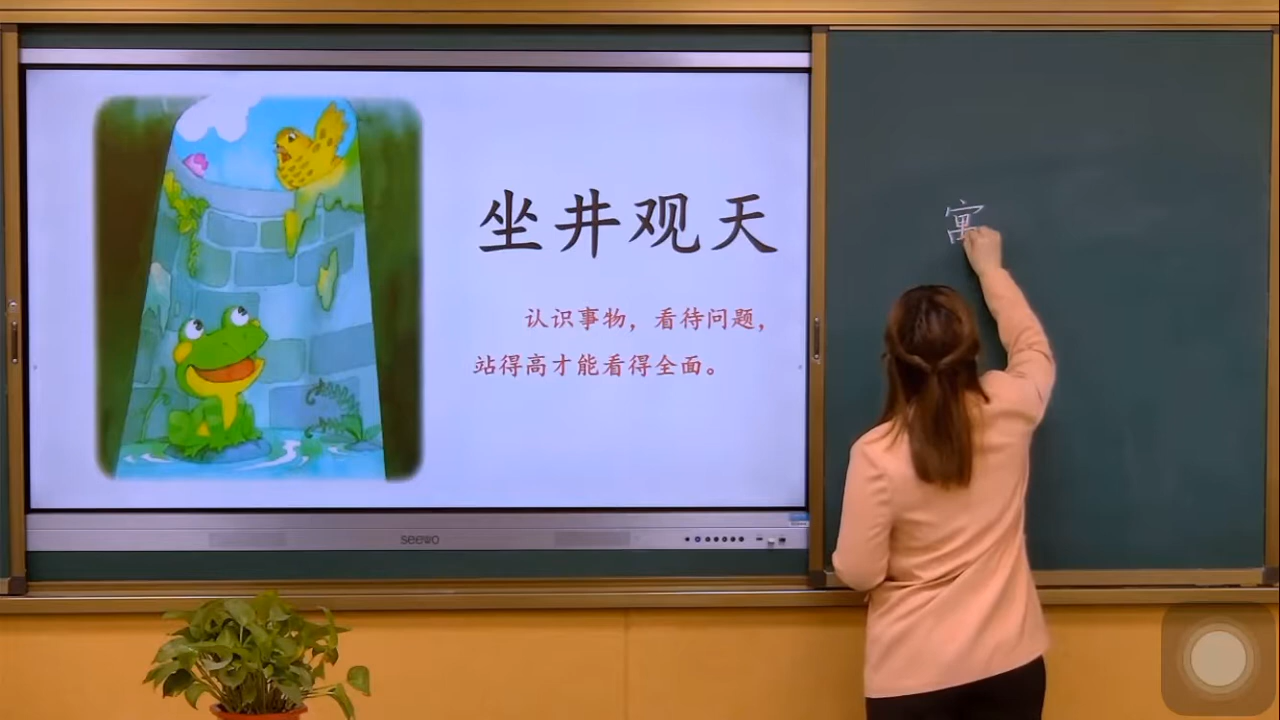 坐井观天
认识事物，看待问题，
站得高才能看得全面。
seewo
寓